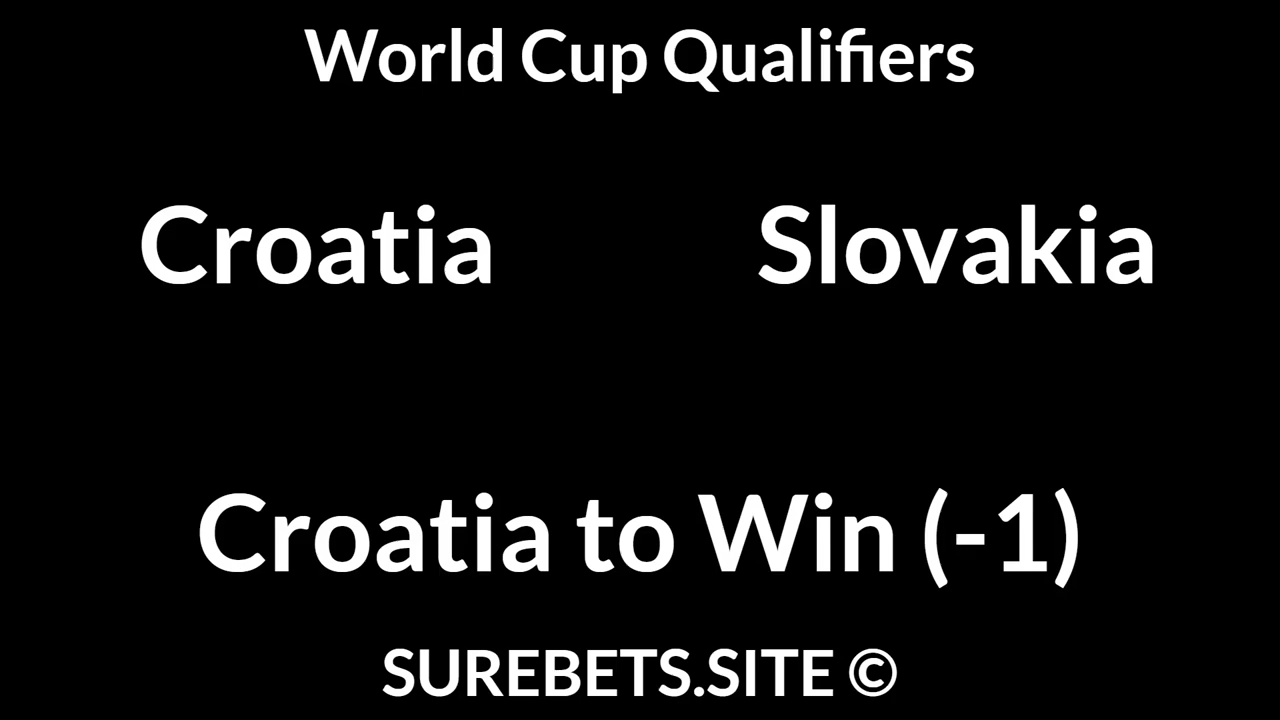 World Cup Qualifiers
Croatia Slovakia
Croatia to Win (-1)
SUREBETS.SITE ©